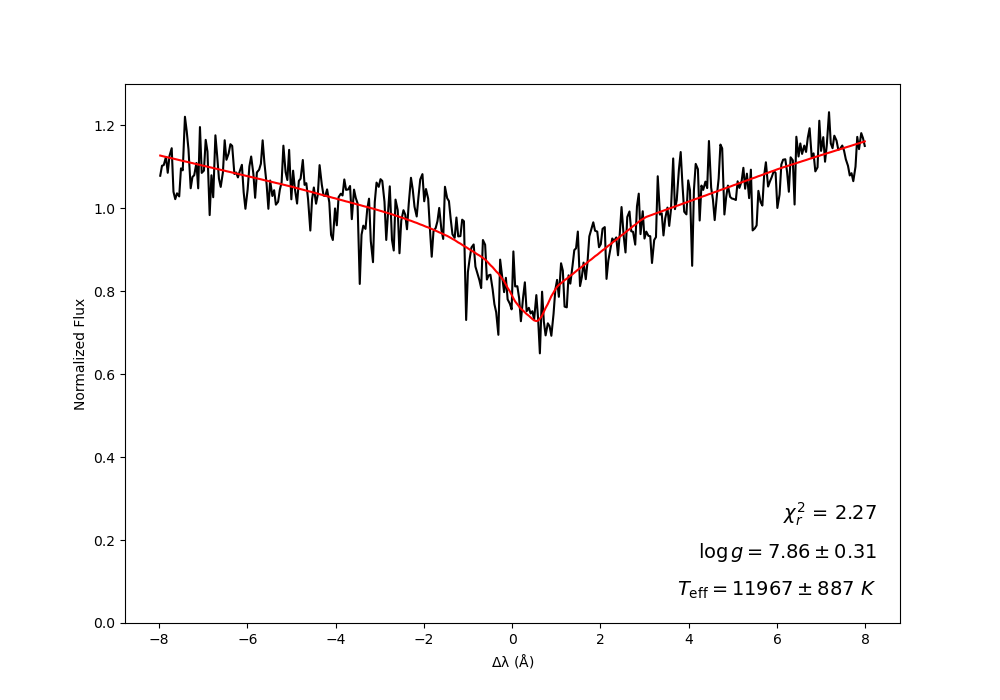 1.2
1.0
0.8
0.6
0.4
0.2
0.0
Normalized Flux
χ²ᵣ = 2.27
log g = 7.86 ± 0.31
T_eff = 11967 ± 887 K
−8 −6 −4 −2 0 2 4 6 8
Δλ (Å)